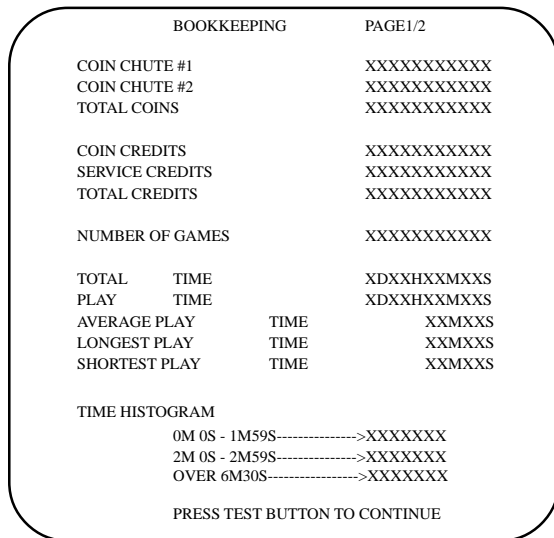 BOOKKEEPING PAGE1/2
COIN CHUTE #1 XXXXXXXXXXX
COIN CHUTE #2 XXXXXXXXXXX
TOTAL COINS XXXXXXXXXXX
COIN CREDITS XXXXXXXXXXX
SERVICE CREDITS XXXXXXXXXXX
TOTAL CREDITS XXXXXXXXXXX
NUMBER OF GAMES XXXXXXXXXXX
TOTAL TIME XDXXHXXMXXS
PLAY TIME XDXXHXXMXXS
AVERAGE PLAY TIME XXMXXS
LONGEST PLAY TIME XXMXXS
SHORTEST PLAY TIME XXMXXS
TIME HISTOGRAM
0M 0S - 1M59S--------------->XXXXXXX
2M 0S - 2M59S--------------->XXXXXXX
OVER 6M30S----------------->XXXXXXX
PRESS TEST BUTTON TO CONTINUE